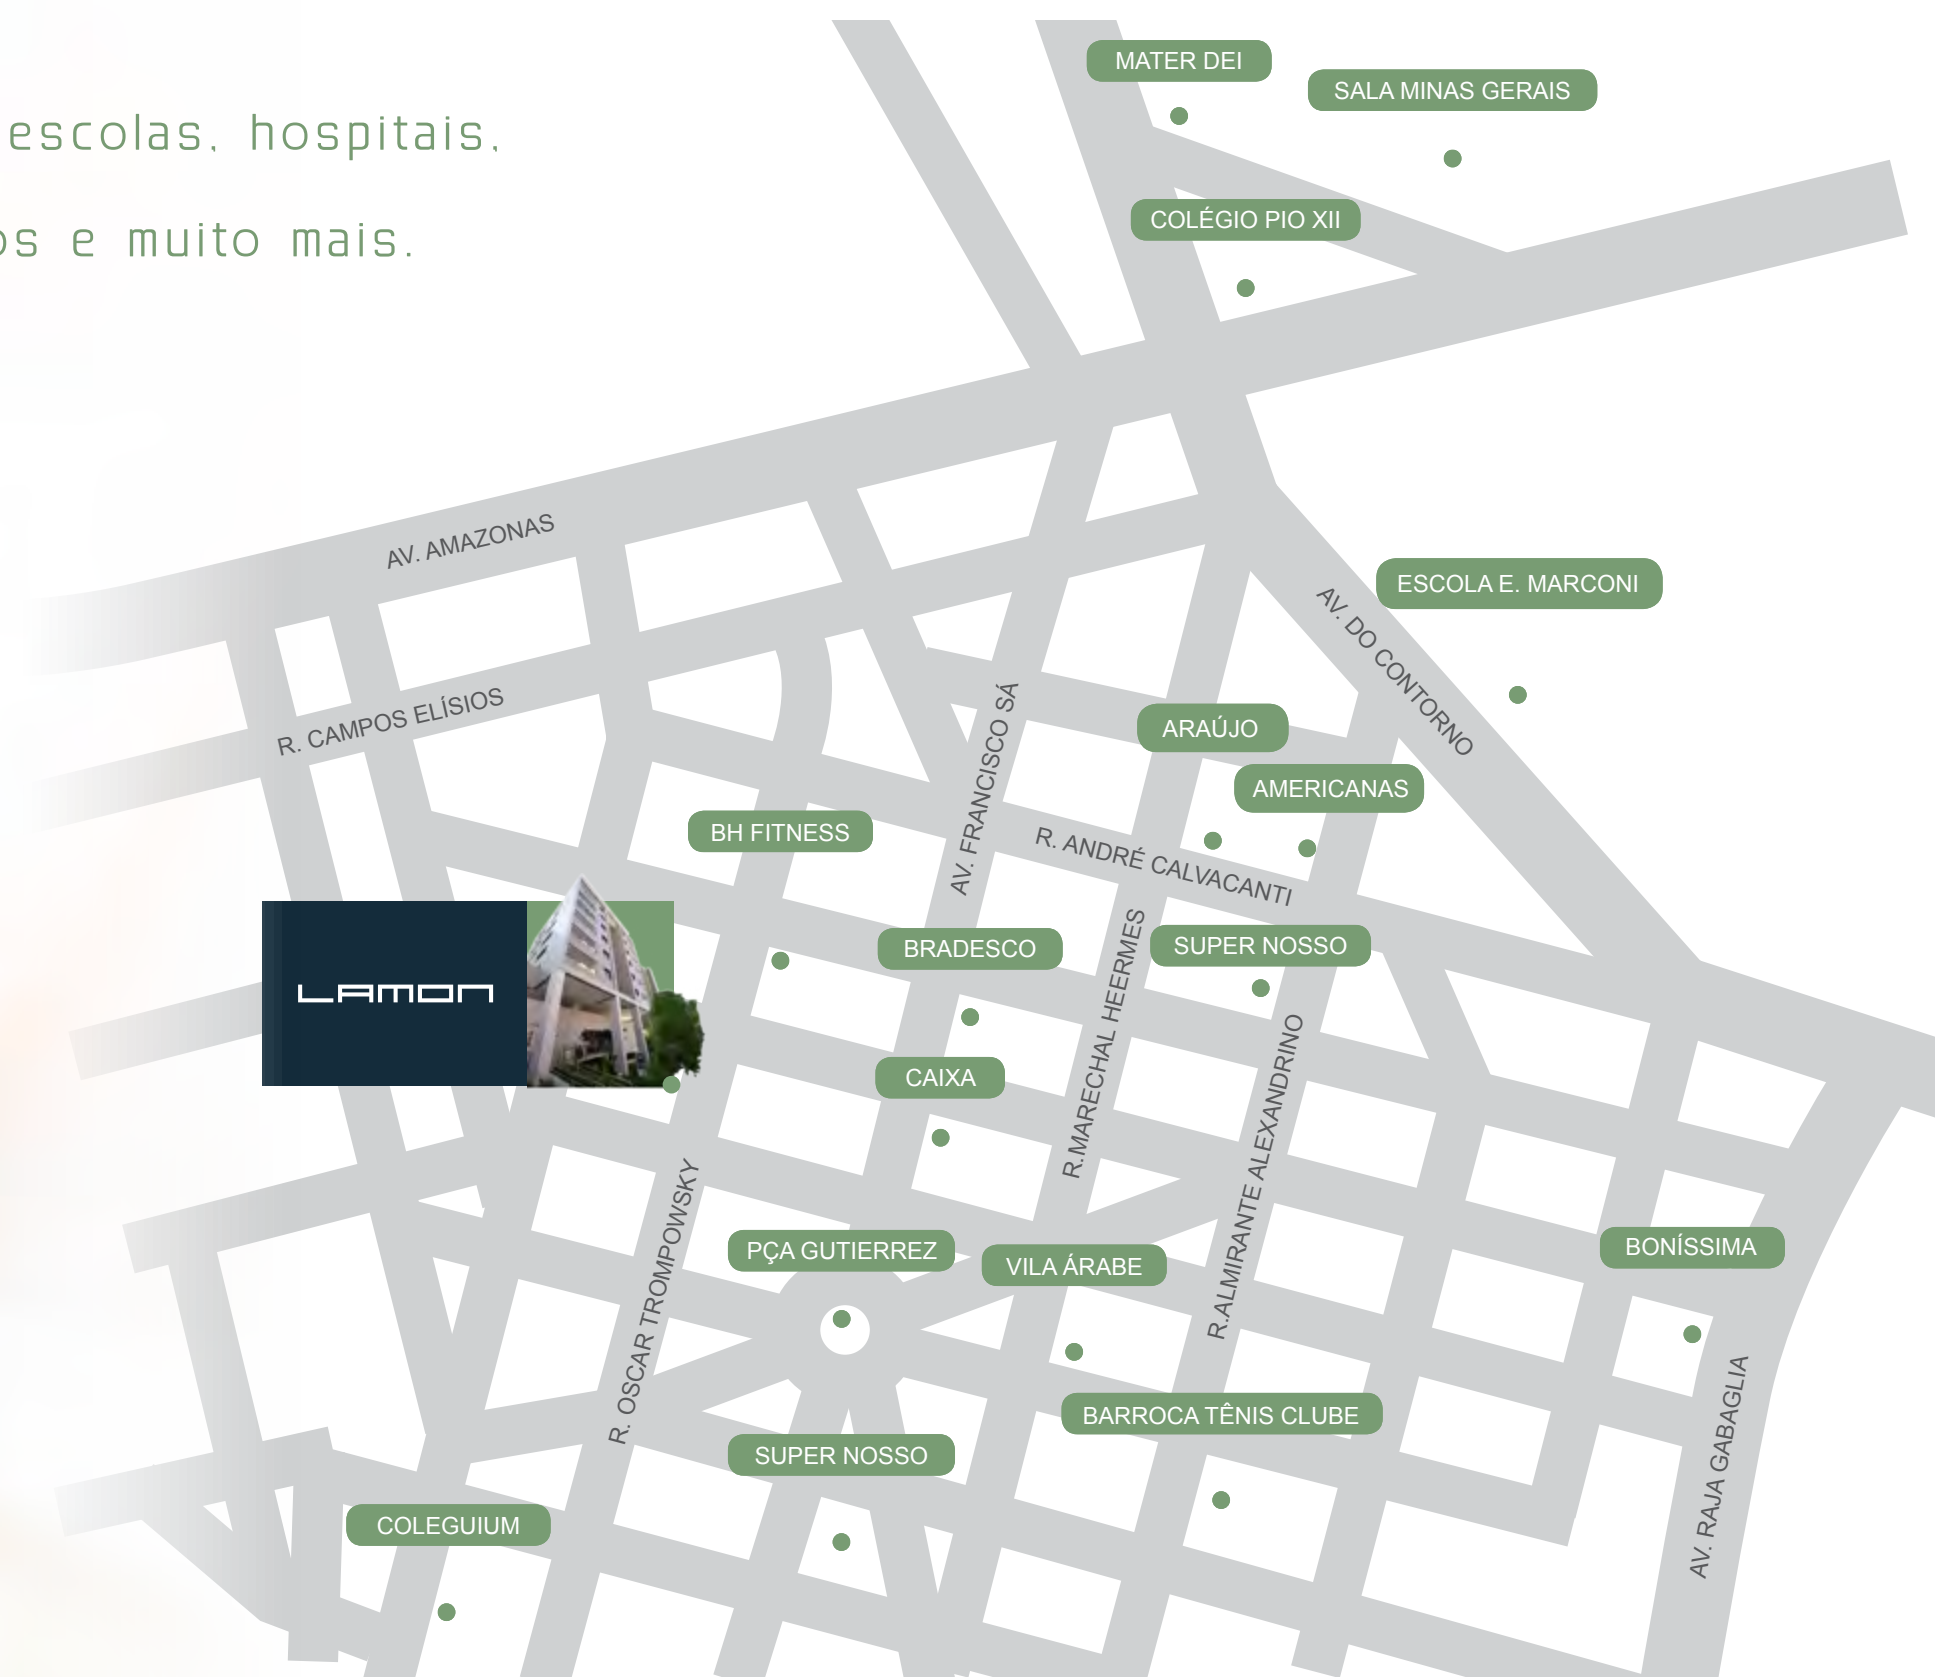 MATER DEI
SALA MINAS GERAIS
escolas, hospitais,
COLÉGIO PIO XII
os e muito mais.
AV. AMAZONAS
ESCOLA E. MARCONI
AV. DO CONTORNO
R. CAMPOS ELÍSIOS
AV. FRANCISCO SÁ
ARAÚJO
AMERICANAS
BH FITNESS
R. ANDRÉ CALVACANTI
BRADESCO
SUPER NOSSO
LAMON
R.MARECHAL HEERMES
CAIXA
R.ALMIRANTE ALEXANDRINO
R. OSCAR TROMPOWSKY
PÇA GUTIERREZ
VILA ÁRABE
BONÍSSIMA
BARROCA TÊNIS CLUBE
AV. RAJA GABAGLIA
SUPER NOSSO
COLEGUIUM